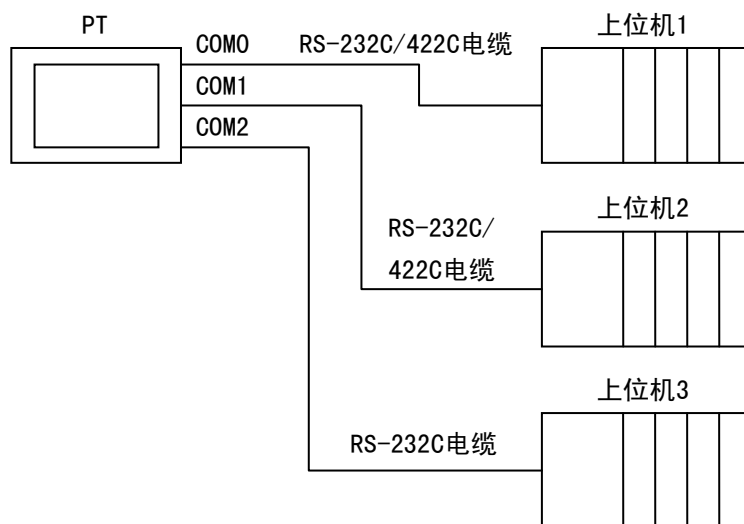 PT
上位机1
COM0
RS-232C/422C电缆
COM1
COM2
上位机2
RS-232C/
422C电缆
上位机3
RS-232C电缆